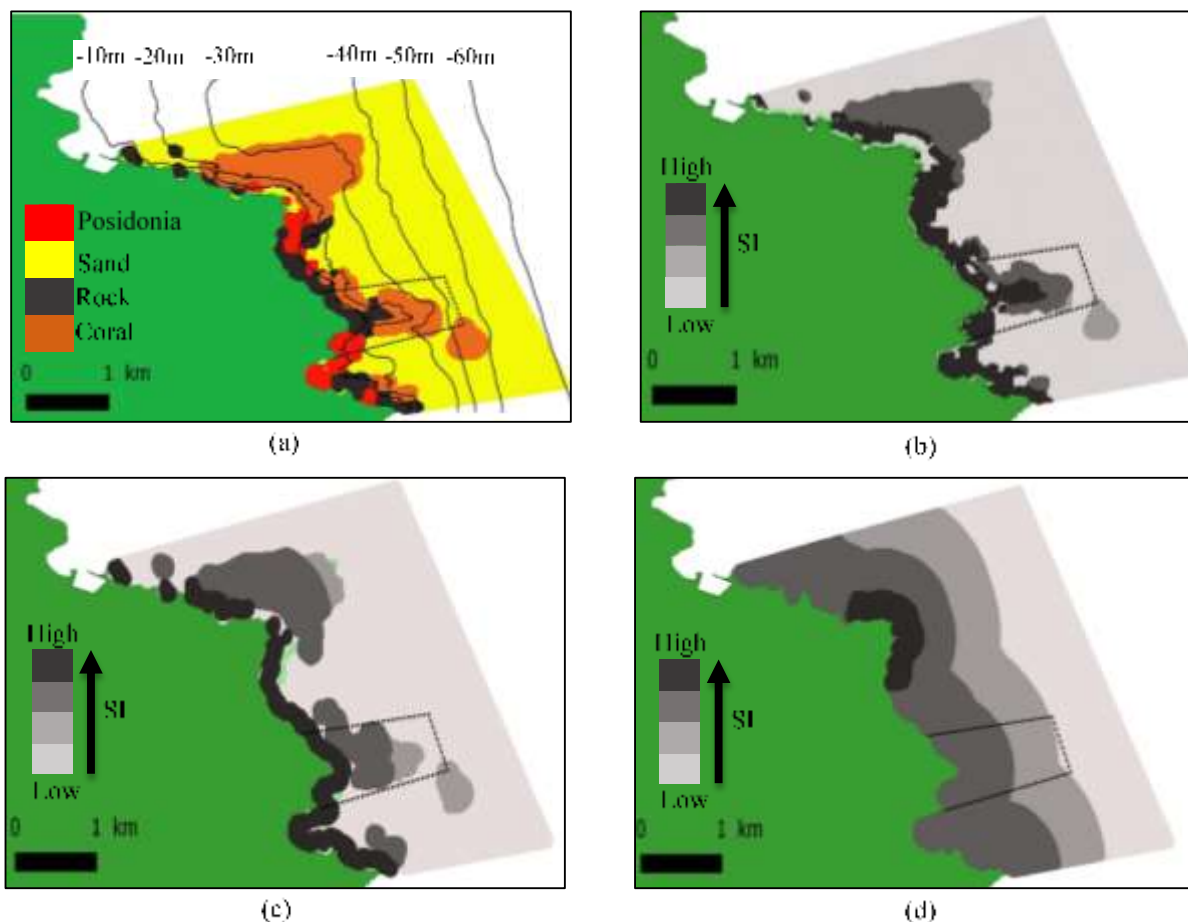 -10m -20m -30m -40m -50m -60m
Posidonia
Sand
Rock
Coral
0 1 km
(a)
High
SI
Low
0 1 km
(b)
High
SI
Low
0 1 km
(c)
High
SI
Low
0 1 km
(d)